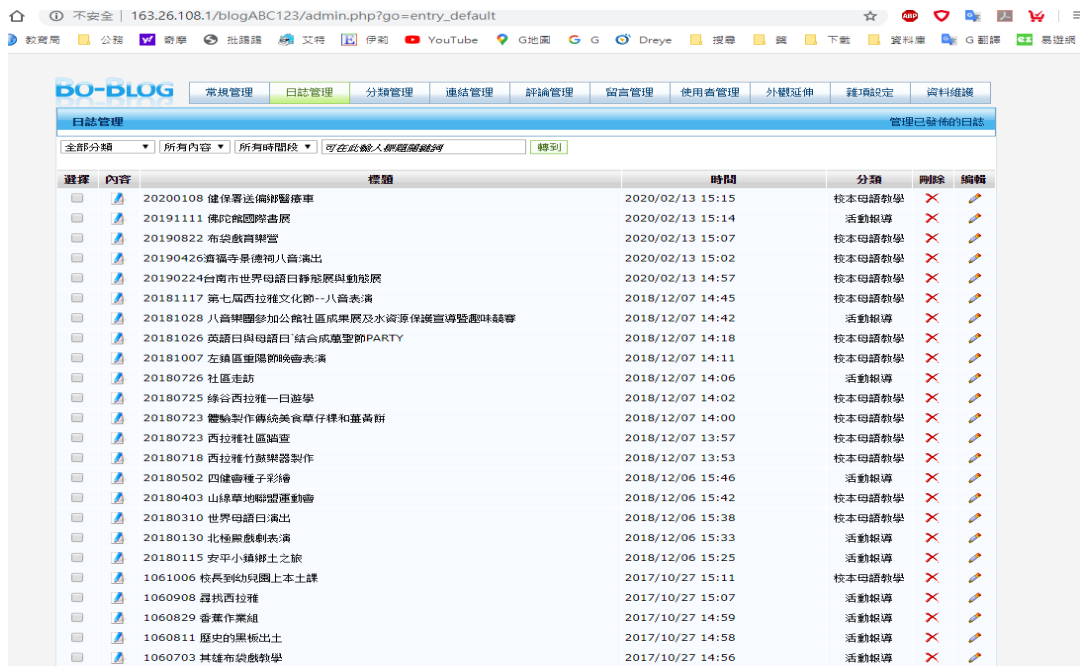 不安全 | 163.26.108.1/blogABC123/admin.php?go=entry_default ABP
教育局 公務 奇摩 批踢踢 艾特 伊莉 YouTube G地圖 G G Dreye 搜尋 下載 資料庫 G 翻譯 易遊網
BO-BLOG 常規管理 日誌管理 分類管理 連結管理 評論管理 留言管理 使用者管理 外觀延伸 雜項設定 資料維護
日誌管理 管理已發佈的日誌
全部分類 所有內容 所有時間段 可在此輸入標題關鍵詞 轉到
選擇 內容 標題 時間 分類 刪除 編輯
20200108 健保署送偏鄉醫療車 2020/02/13 15:15 校本母語教學
20191111 佛陀館國際書展 2020/02/13 15:14 活動報導
20190822 布袋戲育樂營 2020/02/13 15:07 校本母語教學
20190426濟福寺景德祠八音演出 2020/02/13 15:02 校本母語教學
20190224台南市世界母語日靜態展與動態展 2020/02/13 14:57 校本母語教學
20181117 第七屆西拉雅文化節--八音表演 2018/12/07 14:45 校本母語教學
20181028 八音樂團參加公館社區成果展及水資源保護宣導暨趣味競賽 2018/12/07 14:42 活動報導
20181026 英語日與母語日ˋ結合成萬聖節PARTY 2018/12/07 14:18 校本母語教學
20181007 左鎮區重陽節晚會表演 2018/12/07 14:11 校本母語教學
20180726 社區走訪 2018/12/07 14:06 活動報導
20180725 綠谷西拉雅一日遊學 2018/12/07 14:02 校本母語教學
20180723 體驗製作傳統美食草仔粿和薑黃餅 2018/12/07 14:00 校本母語教學
20180723 西拉雅社區踏查 2018/12/07 13:57 校本母語教學
20180718 西拉雅竹鼓樂器製作 2018/12/07 13:53 校本母語教學
20180502 四健會種子彩繪 2018/12/06 15:46 活動報導
20180403 山線草地聯盟運動會 2018/12/06 15:42 校本母語教學
20180310 世界母語日演出 2018/12/06 15:38 校本母語教學
20180130 北極殿戲劇表演 2018/12/06 15:33 活動報導
20180115 安平小鎮鄉土之旅 2018/12/06 15:25 活動報導
1061006 校長到幼兒園上本土課 2017/10/27 15:11 校本母語教學
1060908 尋找西拉雅 2017/10/27 15:07 活動報導
1060829 香蕉作業組 2017/10/27 14:59 活動報導
1060811 歷史的黑板出土 2017/10/27 14:58 活動報導
1060703 其雄布袋戲教學 2017/10/27 14:56 活動報導